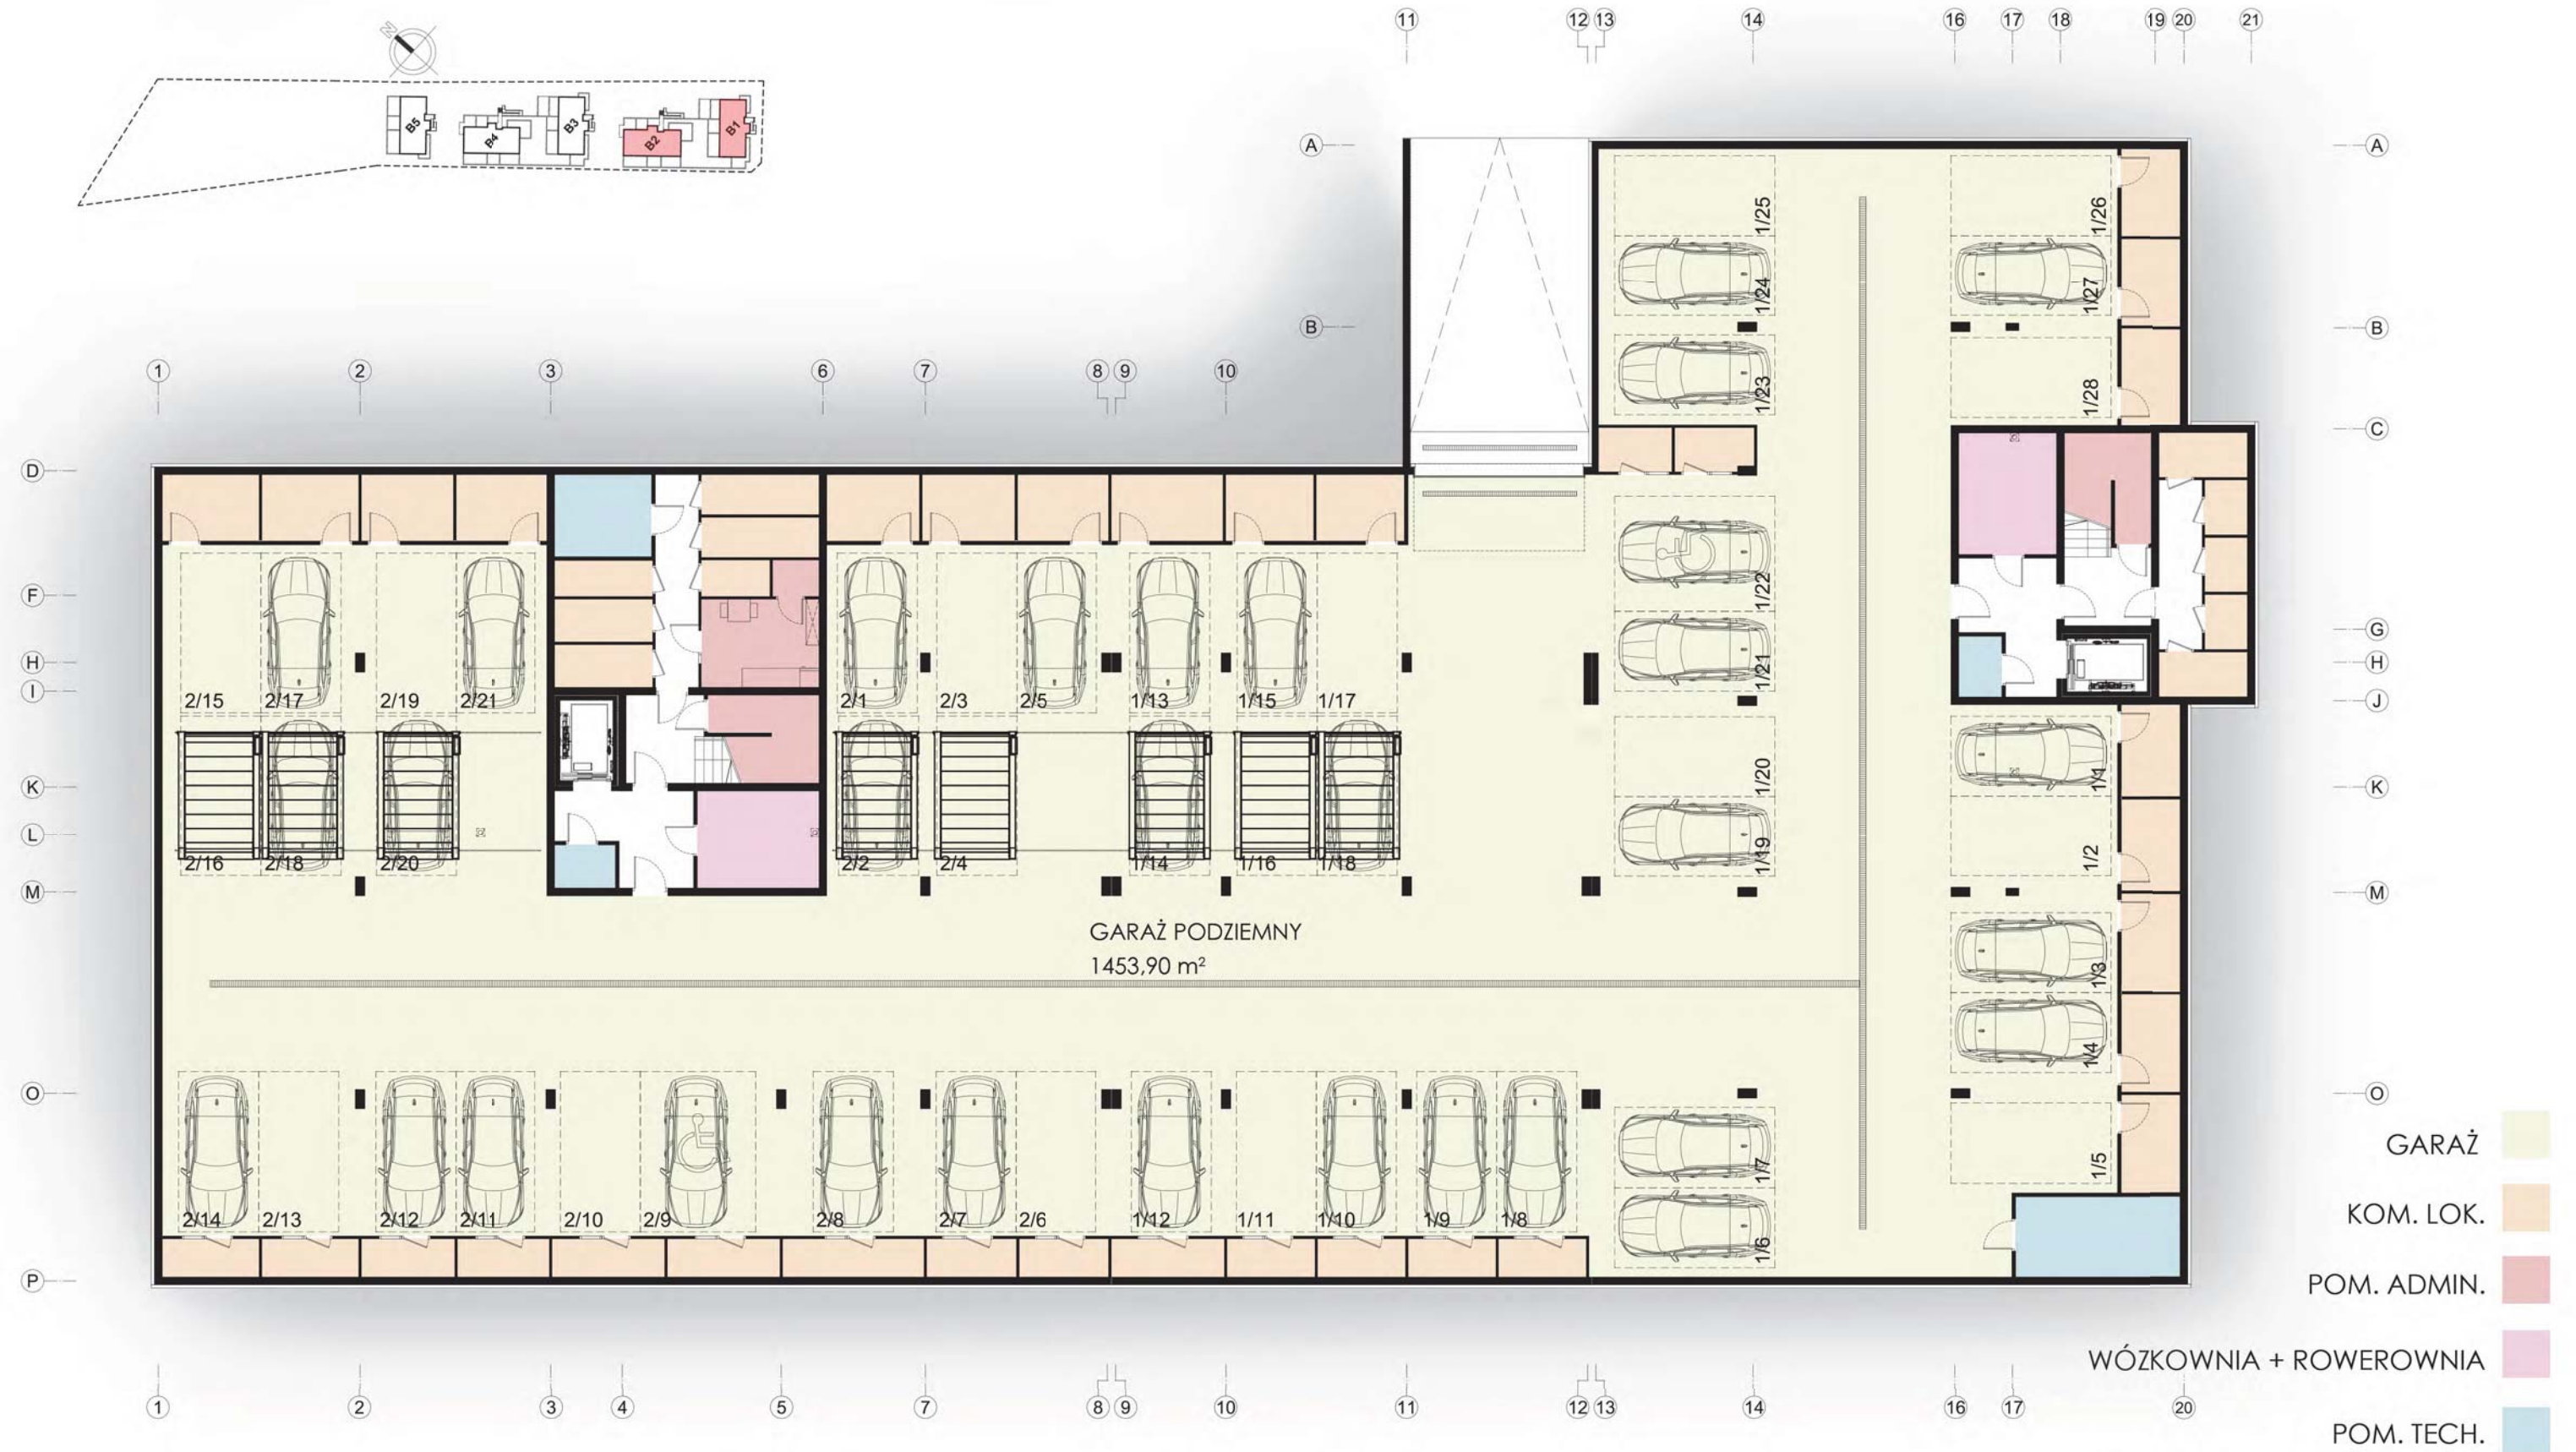 11 12 13 14 16 17 18 19 20 21
N
B5 B4 B3 B2 B1
A A
1/25 1/26
1/24 1/27
B B
1/23 1/28
1 2 3 6 7 8 9 10
C
D
1/22
F
G
H H
1/21
I J
2/15 2/17 2/19 2/21 2/1 2/3 2/5 1/13 1/15 1/17
1/20 1/1
K K
L
1/19 1/2
2/16 2/18 2/20 2/2 2/4 1/14 1/16 1/18
M M
GARAŻ PODZIEMNY
1453,90 m²
1/3
1/4
O O
1/7 1/5
2/14 2/13 2/12 2/11 2/10 2/9 2/8 2/7 2/6 1/12 1/11 1/10 1/9 1/8
1/6
P
1 2 3 4 5 7 8 9 10 11 12 13 14 16 17 20
GARAŻ
KOM. LOK.
POM. ADMIN.
WÓZKOWNIA + ROWEROWNIA
POM. TECH.